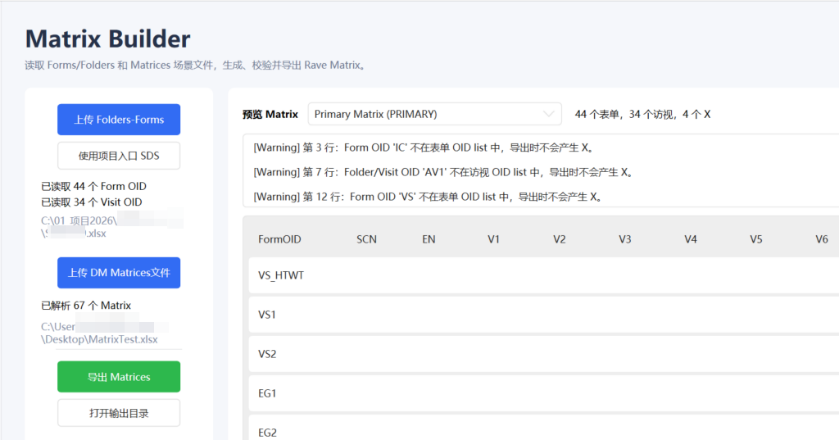 Matrix Builder
读取 Forms/Folders 和 Matrices 场景文件，生成、校验并导出 Rave Matrix。
上传 Folders-Forms
使用项目入口 SDS
已读取 44 个 Form OID
已读取 34 个 Visit OID
C:\01_项目2026\
.xlsx
上传 DM Matrices文件
已解析 67 个 Matrix
C:\User
\Desktop\MatrixTest.xlsx
导出 Matrices
打开输出目录
预览 Matrix Primary Matrix (PRIMARY) 44 个表单，34 个访视，4 个 X
[Warning] 第 3 行：Form OID 'IC' 不在表单 OID list 中，导出时不会产生 X。
[Warning] 第 7 行：Folder/Visit OID 'AV1' 不在访视 OID list 中，导出时不会产生 X。
[Warning] 第 12 行：Form OID 'VS' 不在表单 OID list 中，导出时不会产生 X。
FormOID SCN EN V1 V2 V3 V4 V5 V6
VS_HTWT
VS1
VS2
EG1
EG2